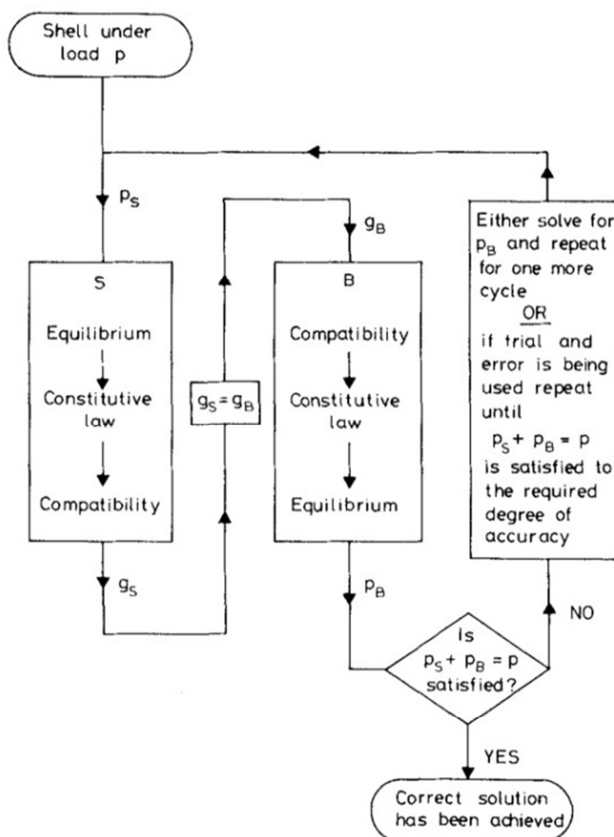 Shell under
load p
p_S
S
Equilibrium
Constitutive
law
Compatibility
g_S
g_S = g_B
g_B
B
Compatibility
Constitutive
law
Equilibrium
p_B
Is
p_S + p_B = p
satisfied?
NO
Either solve for
p_B and repeat
for one more
cycle
OR
if trial and
error is being
used repeat
until
p_S + p_B = p
is satisfied to
the required
degree of
accuracy
YES
Correct solution
has been achieved